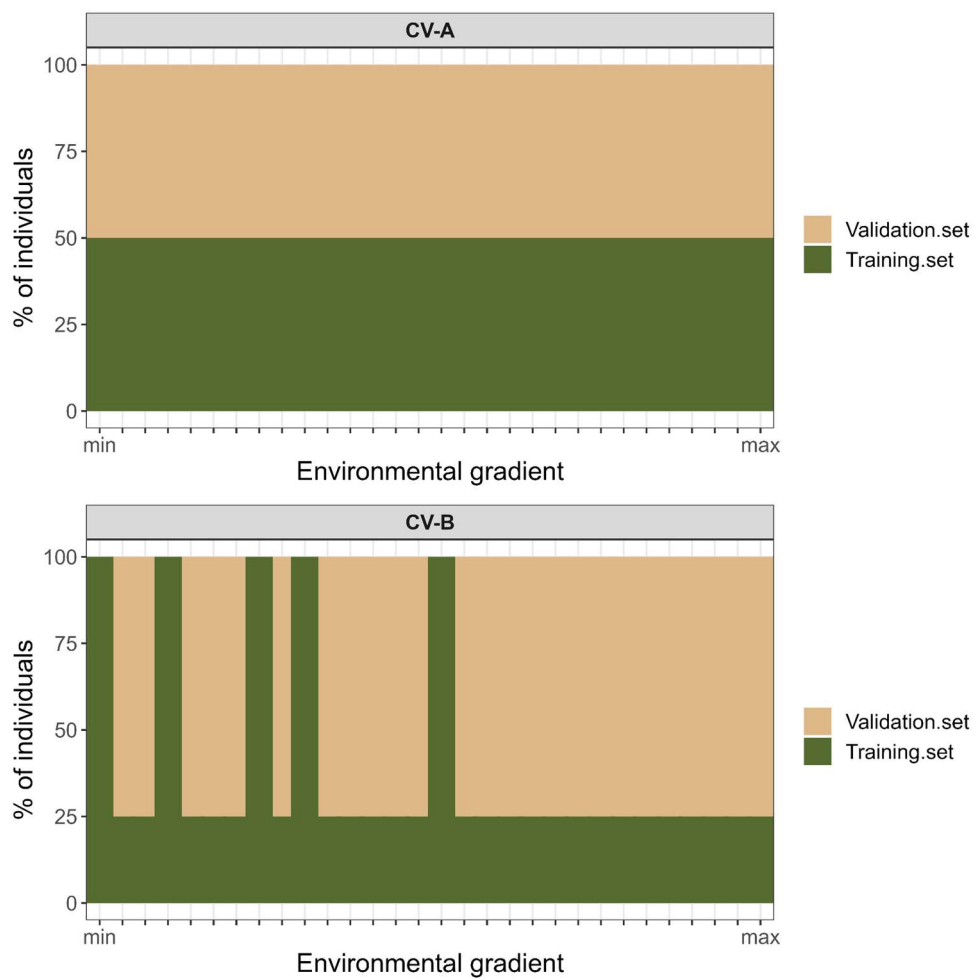 CV-A
100
75
50
25
0
% of individuals
min
max
Environmental gradient
Validation.set
Training.set
CV-B
100
75
50
25
0
% of individuals
min
max
Environmental gradient
Validation.set
Training.set